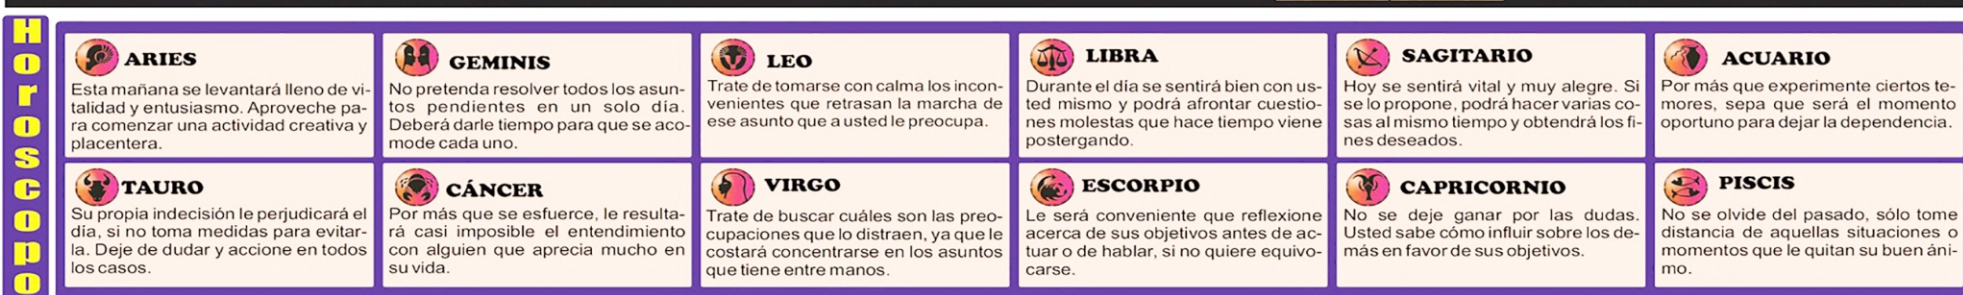 Horoscopo
ARIES
Esta mañana se levantará lleno de vi-
talidad y entusiasmo. Aproveche pa-
ra comenzar una actividad creativa y
placentera.
TAURO
Su propia indecisión le perjudicará el
día, si no toma medidas para evitar-
la. Deje de dudar y accione en todos
los casos.
GEMINIS
No pretenda resolver todos los asun-
tos pendientes en un solo día.
Deberá darle tiempo para que se aco-
mode cada uno.
CÁNCER
Por más que se esfuerce, le resulta-
rá casi imposible el entendimiento
con alguien que aprecia mucho en
su vida.
LEO
Trate de tomarse con calma los incon-
venientes que retrasan la marcha de
ese asunto que a usted le preocupa.
VIRGO
Trate de buscar cuáles son las preo-
cupaciones que lo distraen, ya que le
costará concentrarse en los asuntos
que tiene entre manos.
LIBRA
Durante el día se sentirá bien con us-
ted mismo y podrá afrontar cuestio-
nes molestas que hace tiempo viene
postergando.
ESCORPIO
Le será conveniente que reflexione
acerca de sus objetivos antes de ac-
tuar o de hablar, si no quiere equivo-
carse.
SAGITARIO
Hoy se sentirá vital y muy alegre. Si
se lo propone, podrá hacer varias co-
sas al mismo tiempo y obtendrá los fi-
nes deseados.
CAPRICORNIO
No se deje ganar por las dudas.
Usted sabe cómo influir sobre los de-
más en favor de sus objetivos.
ACUARIO
Por más que experimente ciertos te-
mores, sepa que será el momento
oportuno para dejar la dependencia.
PISCIS
No se olvide del pasado, sólo tome
distancia de aquellas situaciones o
momentos que le quitan su buen áni-
mo.